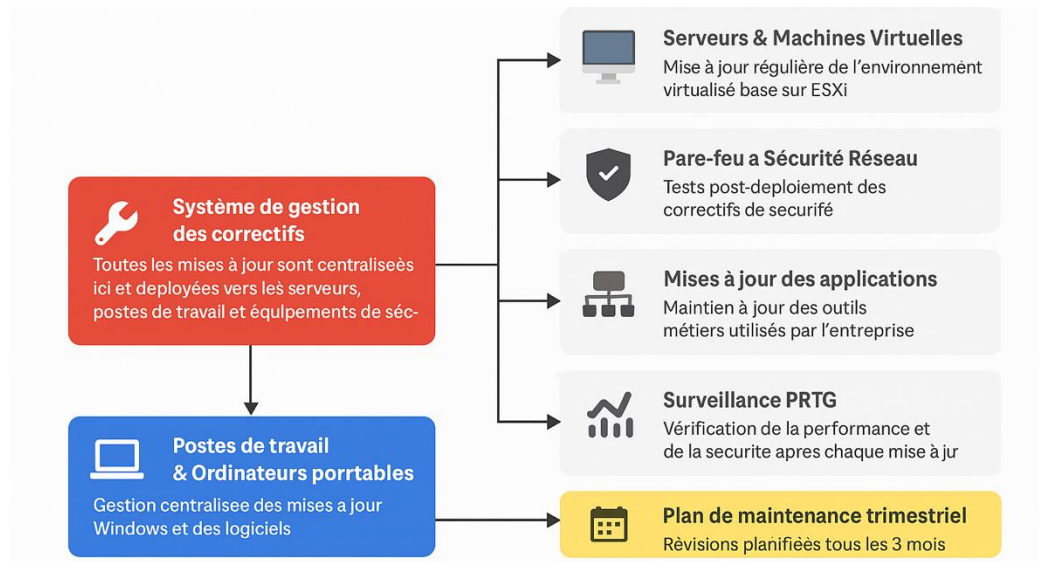 Système de gestion
des correctifs
Toutes les mises à jour sont centraliseès
ici et deployées vers lès serveurs,
postes de travail et équlpements de séc-
Postes de travail
& Ordinateurs porrtables
Gestion centralisee des mises a jour
Windows et des logiciels
Serveurs & Machines Virtuelles
Mise à jour régulière de l'environnement
virtualisé base sur ESXi
Pare-feu a Sécurité Réseau
Tests post-deploiement des
correctifs de securifé
Mises à jour des applications
Maintien à jour des outils
métiers utilisés par l'entreprise
Surveillance PRTG
Vérification de la performance et
de la securite apres chaque mise à jur
Plan de maintenance trimestriel
Rèvisions planifièès tous les 3 mois